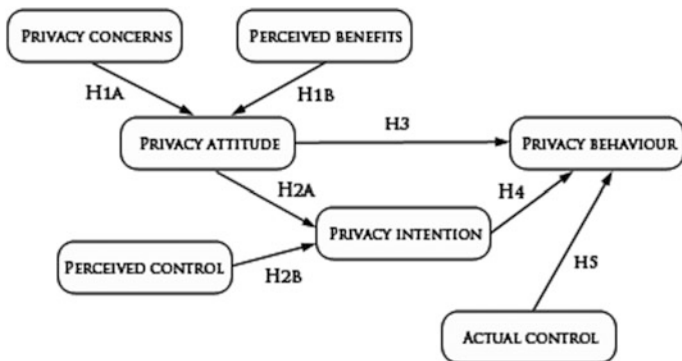 PRIVACY CONCERNS
PERCEIVED BENEFITS
H1A
H1B
PRIVACY ATTITUDE
H3
PRIVACY BEHAVIOUR
H2A
H4
PRIVACY INTENTION
PERCEIVED CONTROL
H2B
H5
ACTUAL CONTROL